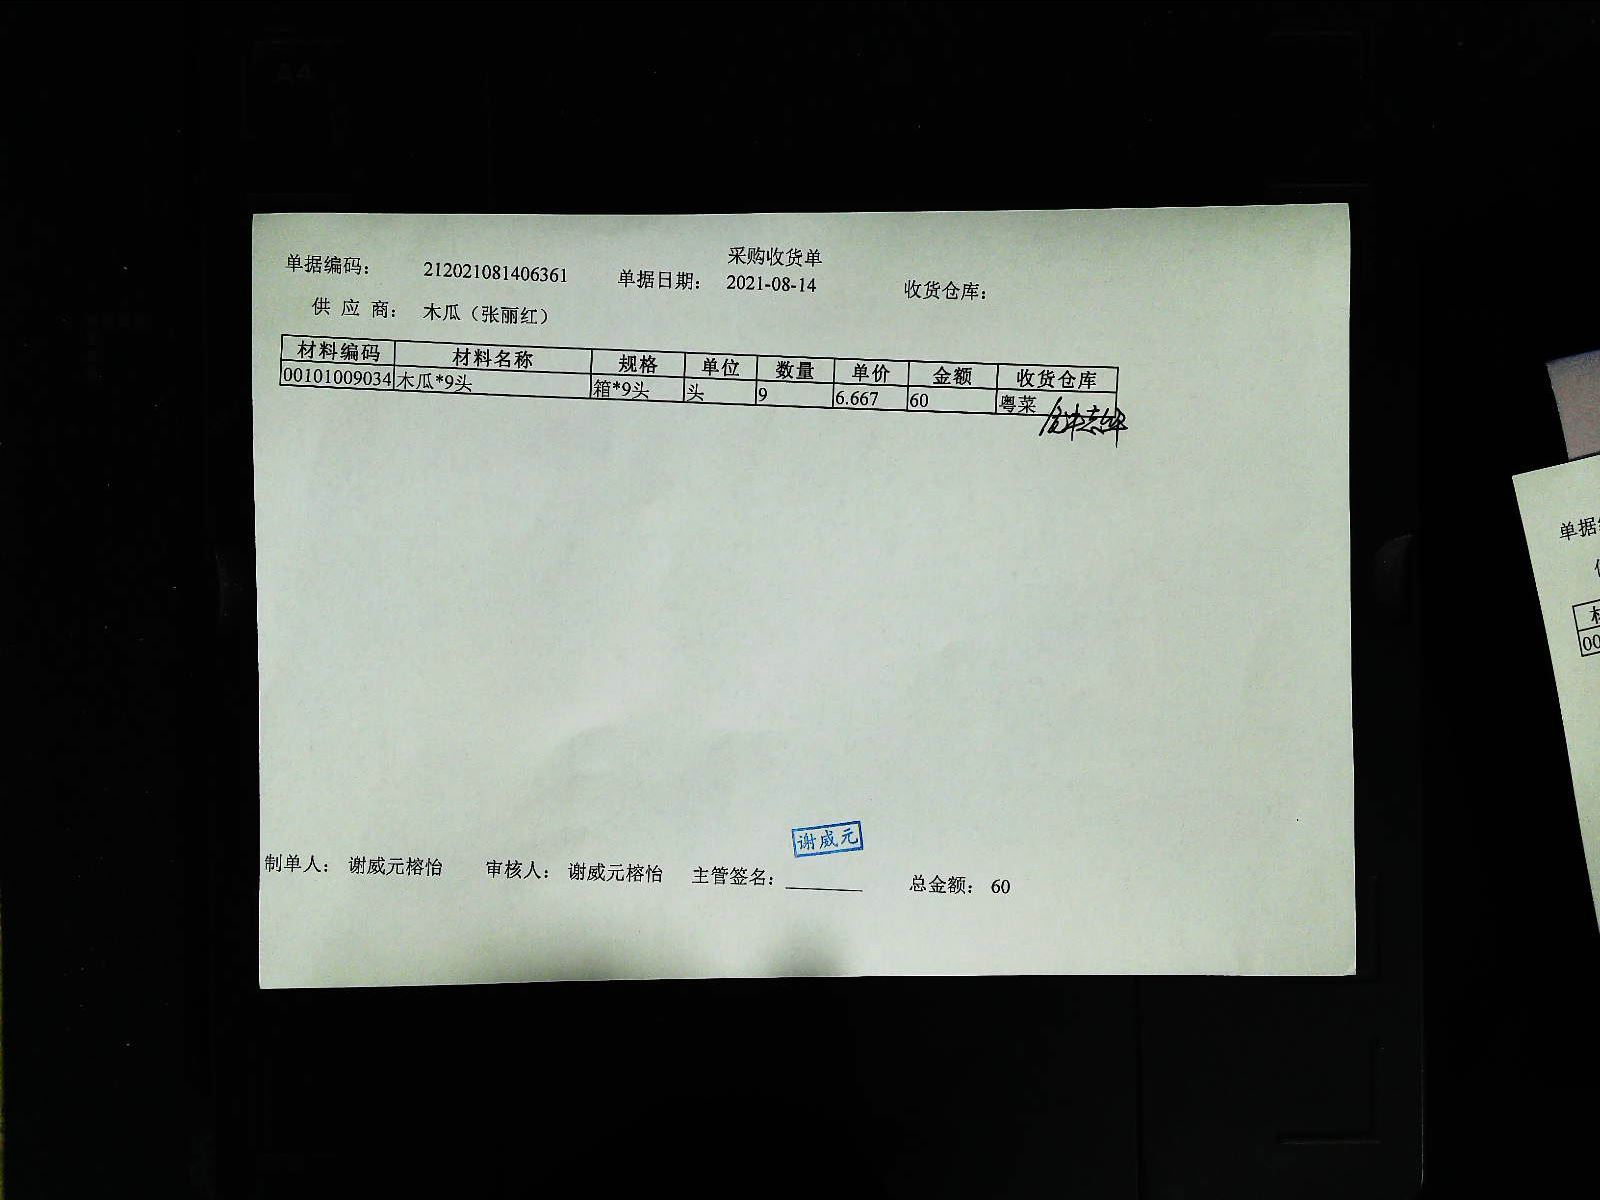 采购收货单
单据编码： 212021081406361 单据日期： 2021-08-14 收货仓库：
供 应 商： 木瓜（张丽红）
材料编码 材料名称 规格 单位 数量 单价 金额 收货仓库
00101009034 木瓜*9头 箱*9头 头 9 6.667 60 粤菜
谢威元
制单人： 谢威元榕怡 审核人： 谢威元榕怡 主管签名： 总金额： 60
单据
00